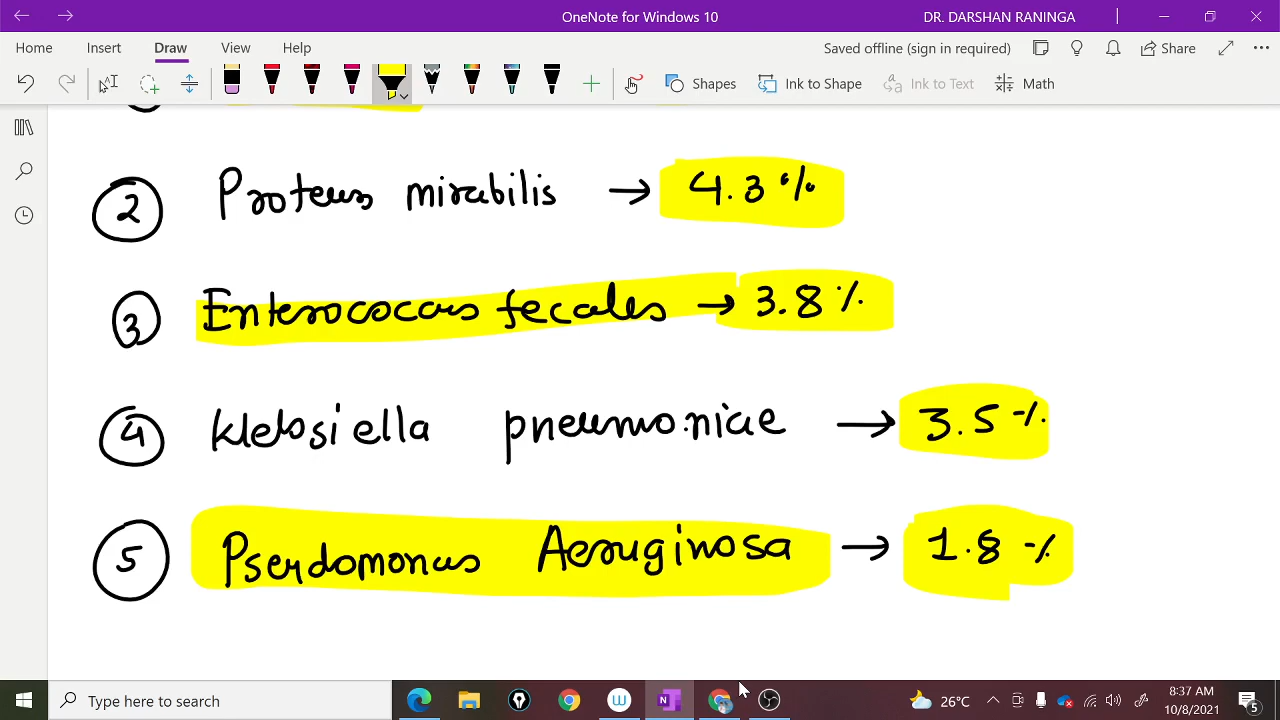 OneNote for Windows 10
DR. DARSHAN RANINGA
Home Insert Draw View Help
Saved offline (sign in required) Share
Shapes Ink to Shape Ink to Text Math
2 Proteus mirabilis → 4.3 %
3 Enterococcus fecales → 3.8 %
4 Klebsiella pneumoniae → 3.5 %
5 Pserdomonas Aeruginosa → 1.8 %
Type here to search
26°C
8:37 AM
10/8/2021
5